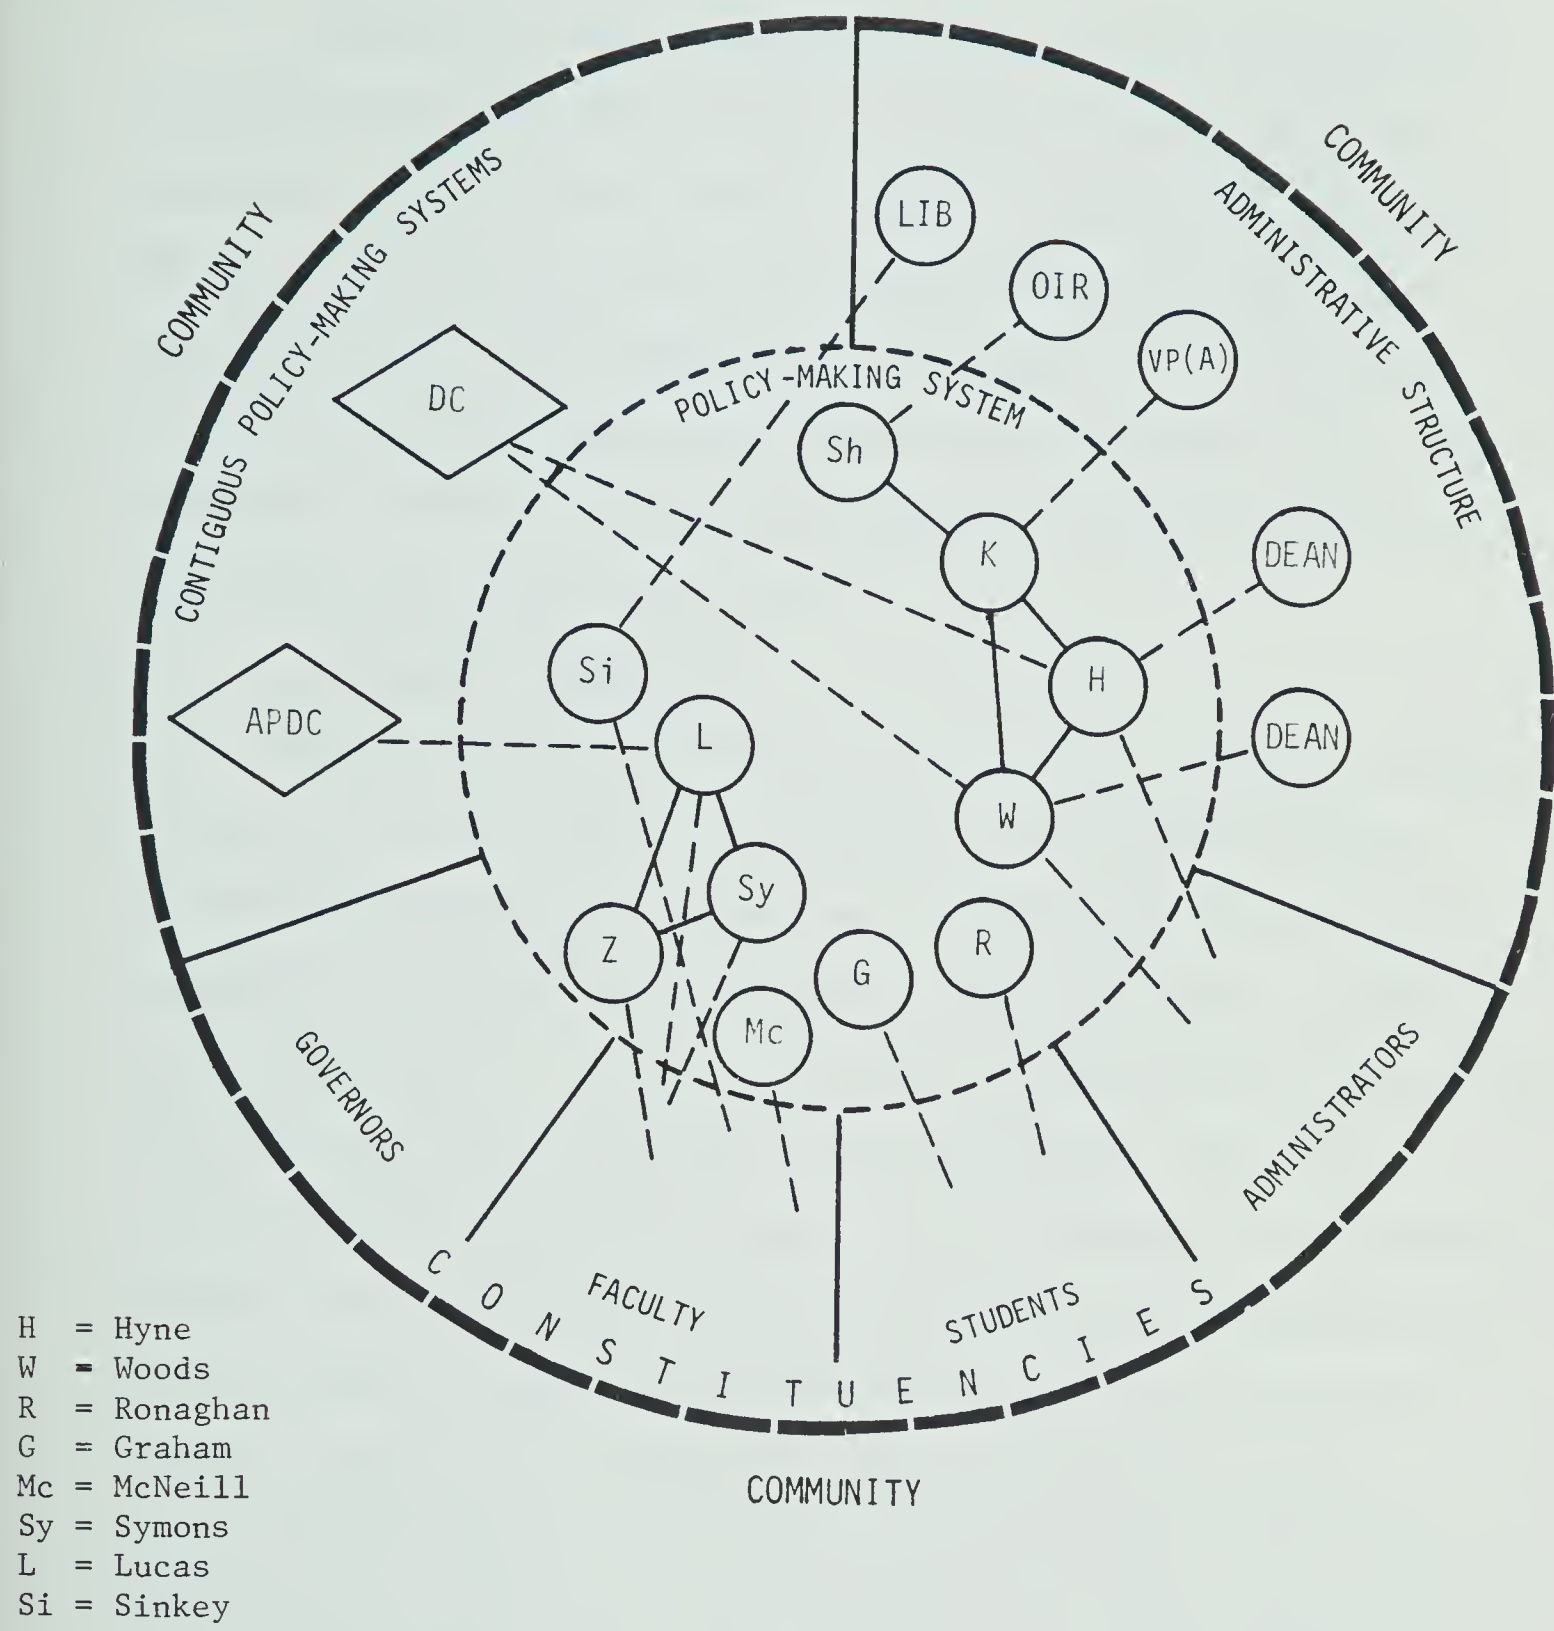 COMMUNITY
COMMUNITY
CONTIGUOUS POLICY-MAKING SYSTEMS
ADMINISTRATIVE STRUCTURE
LIB
OIR
VP(A)
DC
POLICY-MAKING SYSTEM
Sh
K
DEAN
Si
H
APDC
L
DEAN
W
Sy
Z
G
R
Mc
GOVERNORS
ADMINISTRATORS
FACULTY
STUDENTS
CONSTITUENCIES
COMMUNITY
H = Hyne
W = Woods
R = Ronaghan
G = Graham
Mc = McNeill
Sy = Symons
L = Lucas
Si = Sinkey